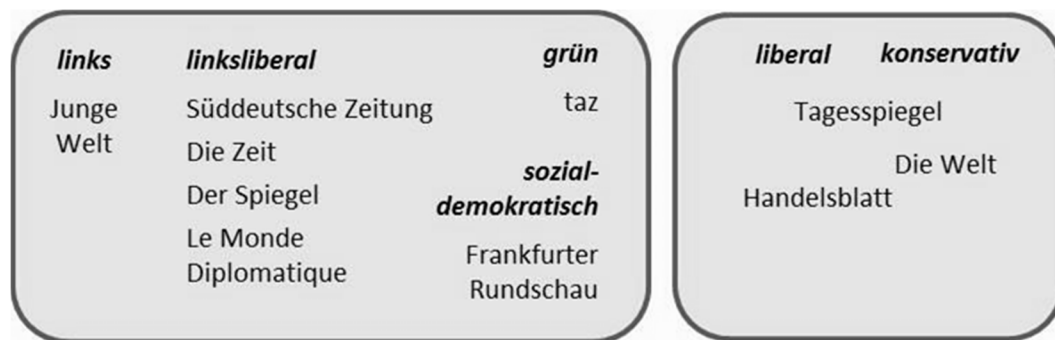 links
Junge
Welt
linksliberal
Süddeutsche Zeitung
Die Zeit
Der Spiegel
Le Monde
Diplomatique
grün
taz
sozial-
demokratisch
Frankfurter
Rundschau
liberal konservativ
Tagesspiegel
Die Welt
Handelsblatt